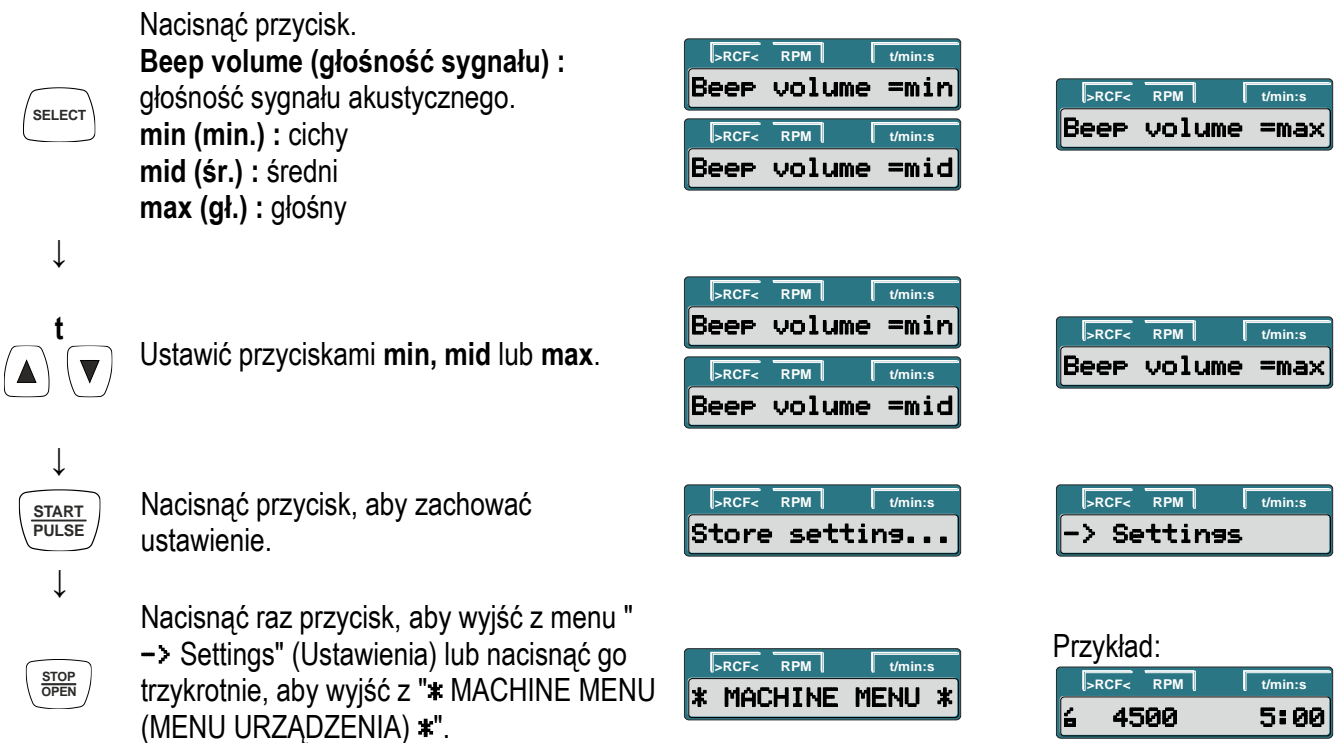 Nacisnąć przycisk.
Beep volume (głośność sygnału) :
głośność sygnału akustycznego.
min (min.) : cichy
mid (śr.) : średni
max (gł.) : głośny
SELECT
>RCF< RPM t/min:s
Beep volume =min
>RCF< RPM t/min:s
Beep volume =mid
>RCF< RPM t/min:s
Beep volume =max
↓
t
▲ ▼
Ustawić przyciskami min, mid lub max.
>RCF< RPM t/min:s
Beep volume =min
>RCF< RPM t/min:s
Beep volume =mid
>RCF< RPM t/min:s
Beep volume =max
↓
START
PULSE
Nacisnąć przycisk, aby zachować
ustawienie.
>RCF< RPM t/min:s
Store setting...
>RCF< RPM t/min:s
-> Settings
↓
STOP
OPEN
Nacisnąć raz przycisk, aby wyjść z menu "
-> Settings" (Ustawienia) lub nacisnąć go
trzykrotnie, aby wyjść z "* MACHINE MENU
(MENU URZĄDZENIA) *".
>RCF< RPM t/min:s
* MACHINE MENU *
Przykład:
>RCF< RPM t/min:s
4500 5:00